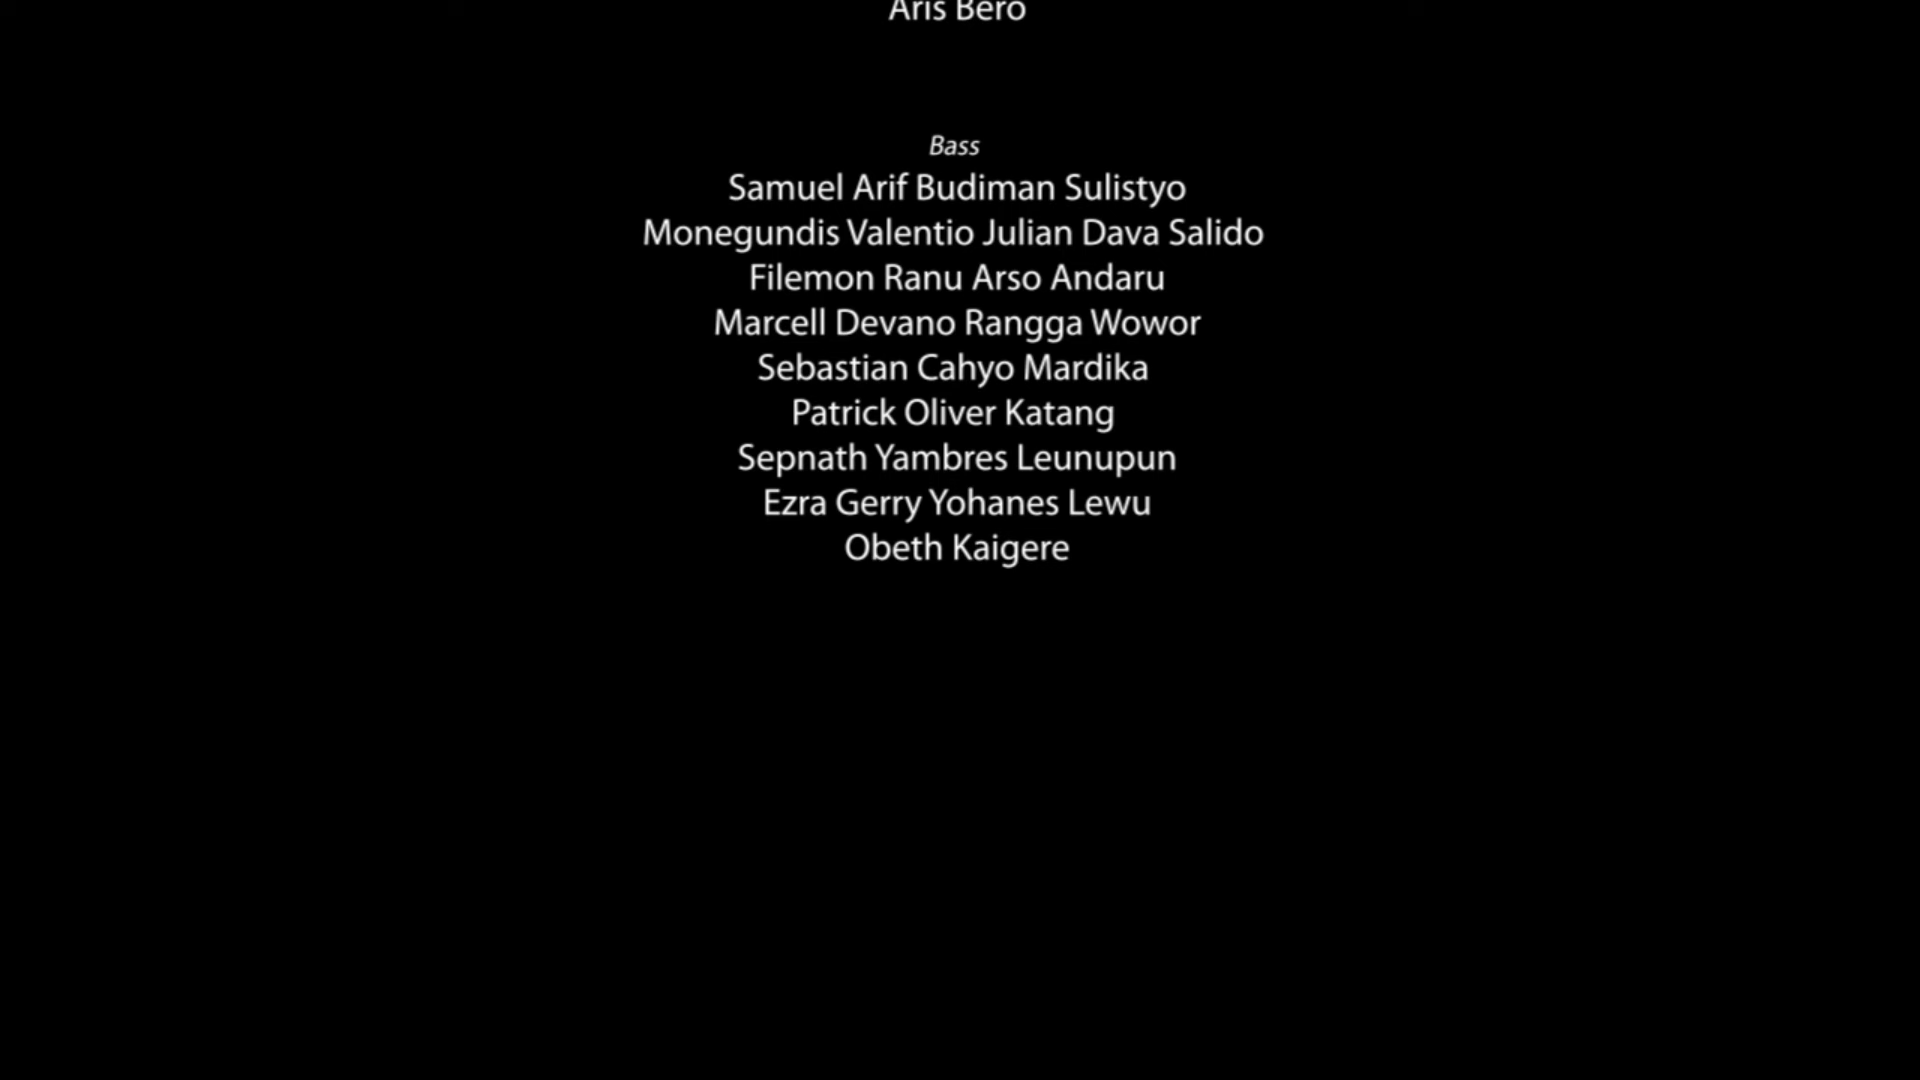 Aris Bero
Bass
Samuel Arif Budiman Sulistyo
Monegundis Valentio Julian Dava Salido
Filemon Ranu Arso Andaru
Marcell Devano Rangga Wowor
Sebastian Cahyo Mardika
Patrick Oliver Katang
Sepnath Yambres Leunupun
Ezra Gerry Yohanes Lewu
Obeth Kaigere